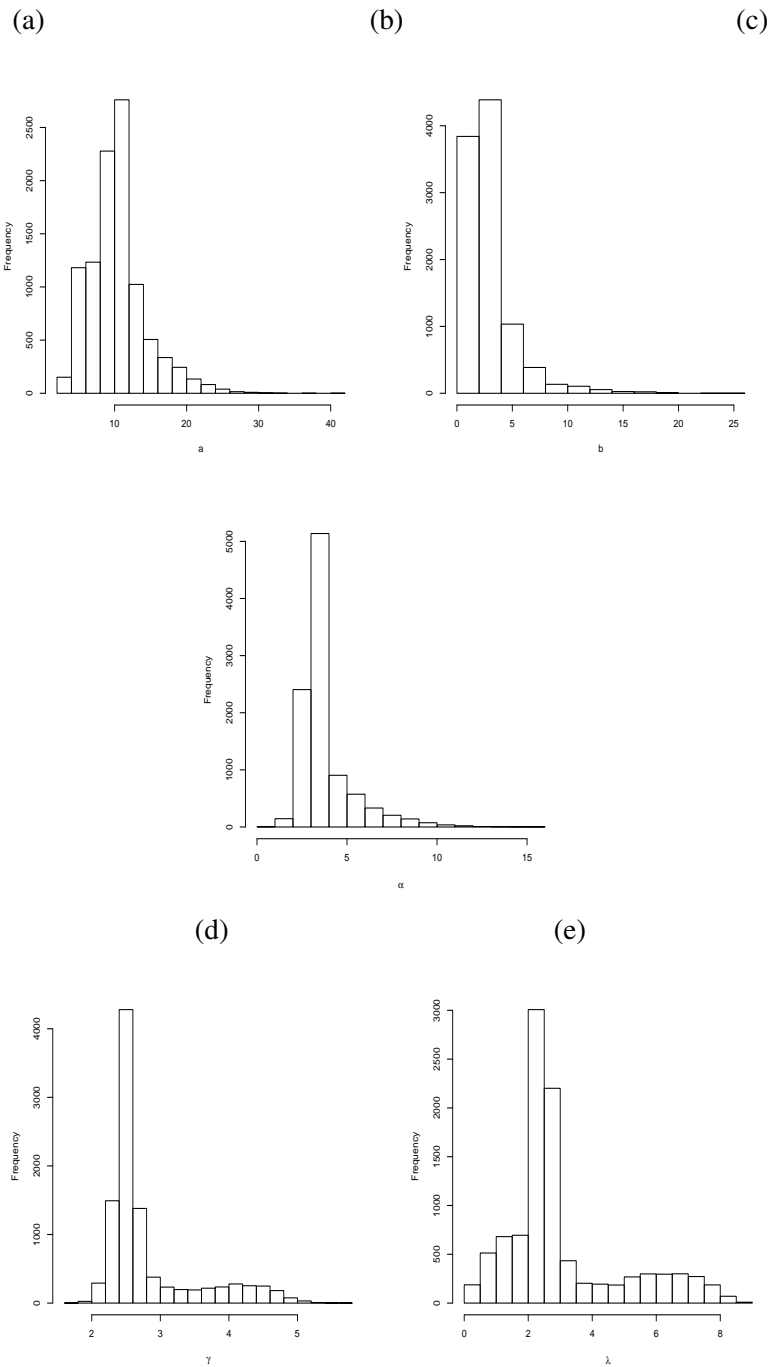 (a) (b) (c)
Frequency
0 500 1000 1500 2000 2500
10 20 30 40
a
Frequency
0 1000 2000 3000 4000
0 5 10 15 20 25
b
Frequency
0 1000 2000 3000 4000 5000
0 5 10 15
α
(d) (e)
Frequency
0 1000 2000 3000 4000
2 3 4 5
γ
Frequency
0 500 1000 1500 2000 2500 3000
0 2 4 6 8
λ